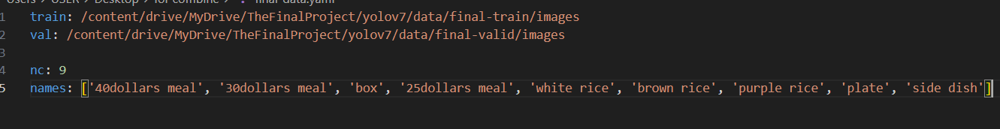 Users > USER > Desktop > for combine > ! final-data.yaml
1 train: /content/drive/MyDrive/TheFinalProject/yolov7/data/final-train/images
2 val: /content/drive/MyDrive/TheFinalProject/yolov7/data/final-valid/images
3
4 nc: 9
5 names: ['40dollars meal', '30dollars meal', 'box', '25dollars meal', 'white rice', 'brown rice', 'purple rice', 'plate', 'side dish']